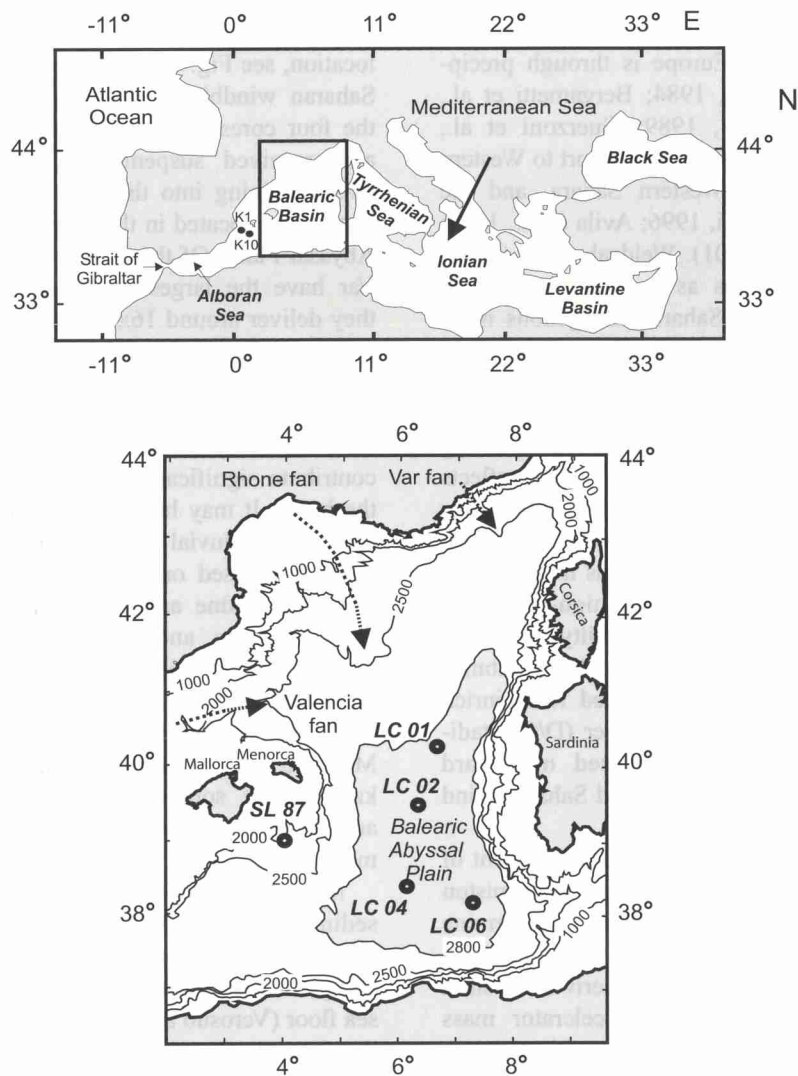 -11° 0° 11° 22° 33° E
Atlantic
Ocean
Mediterranean Sea
N
44° 44°
Black Sea
Balearic
Basin
Tyrrhenian
Sea
K1
K10
Strait of
Gibraltar
Ionian
Sea
Alboran
Sea
Levantine
Basin
33° 33°
-11° 0° 11° 22° 33°
4° 6° 8°
44° 44°
Rhone fan Var fan
1000
2000
1000
2500
Corsica
42° 42°
1000
2000
Valencia
fan
LC 01
Sardinia
Menorca
Mallorca
40° 40°
LC 02
SL 87
Balearic
Abyssal
Plain
2000
2500
LC 04
LC 06
38° 38°
1000
2800
2500
2000
4° 6° 8°